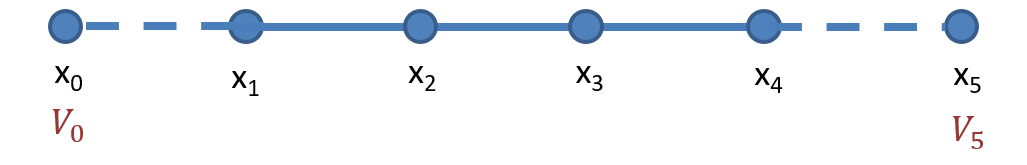 x₀ x₁ x₂ x₃ x₄ x₅
V₀ V₅